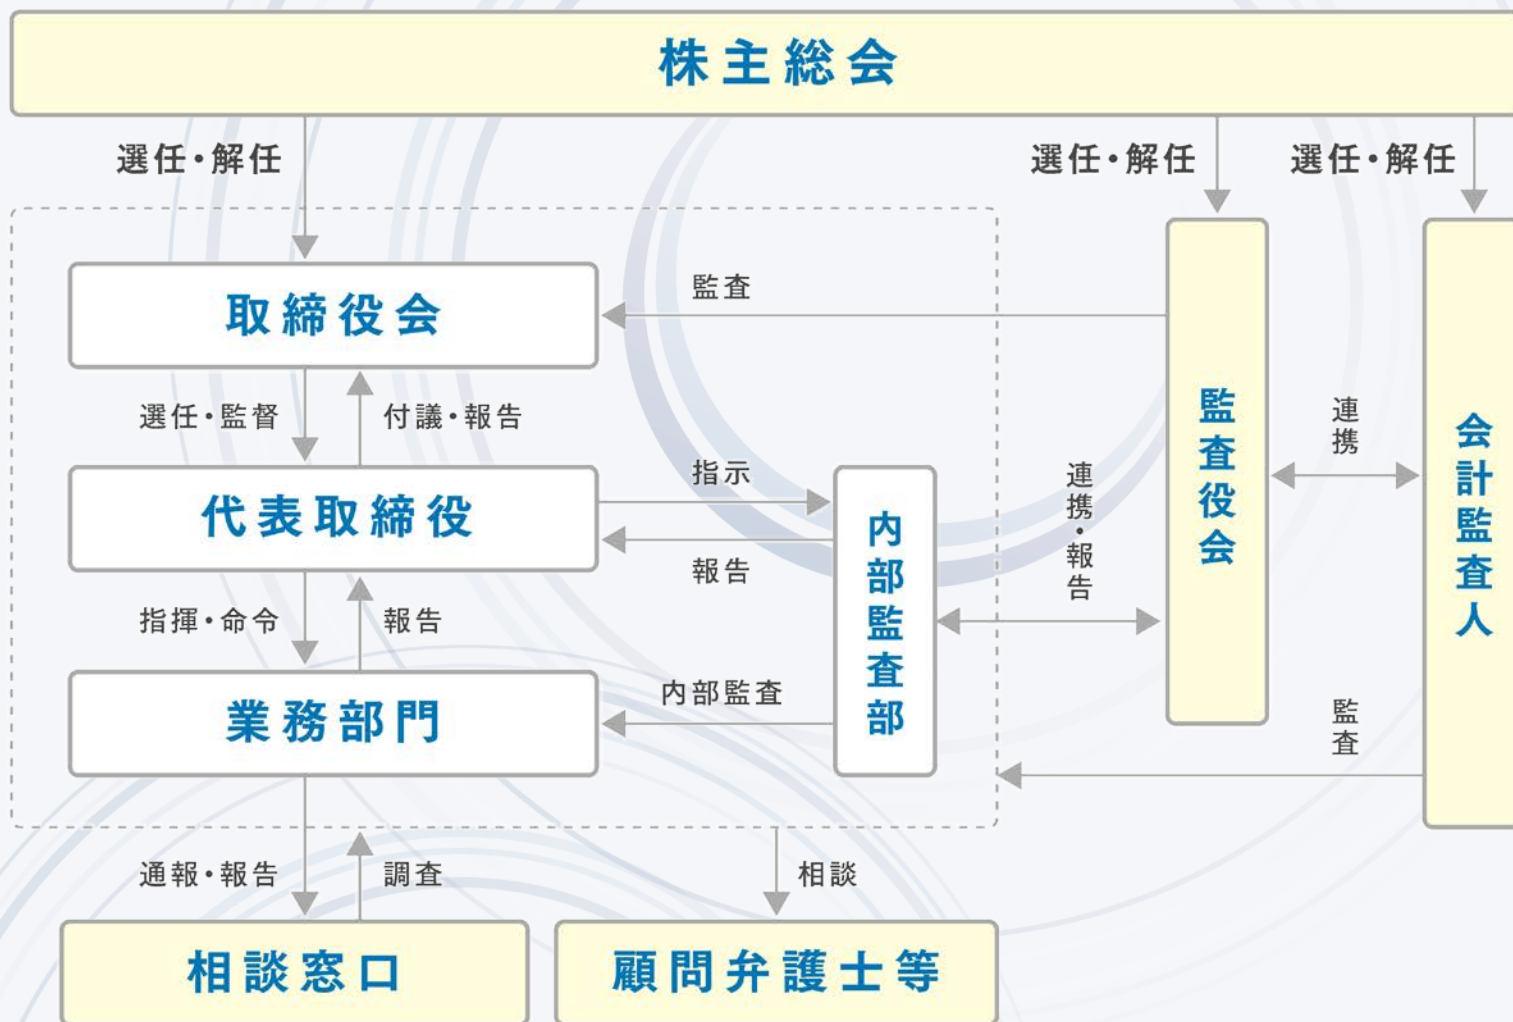 株主総会
選任・解任
選任・解任
選任・解任
取締役会
監査
選任・監督
付議・報告
代表取締役
指示
報告
内部監査部
連携・報告
監査役会
連携
会計監査人
指揮・命令
報告
業務部門
内部監査
監査
通報・報告
調査
相談
相談窓口
顧問弁護士等